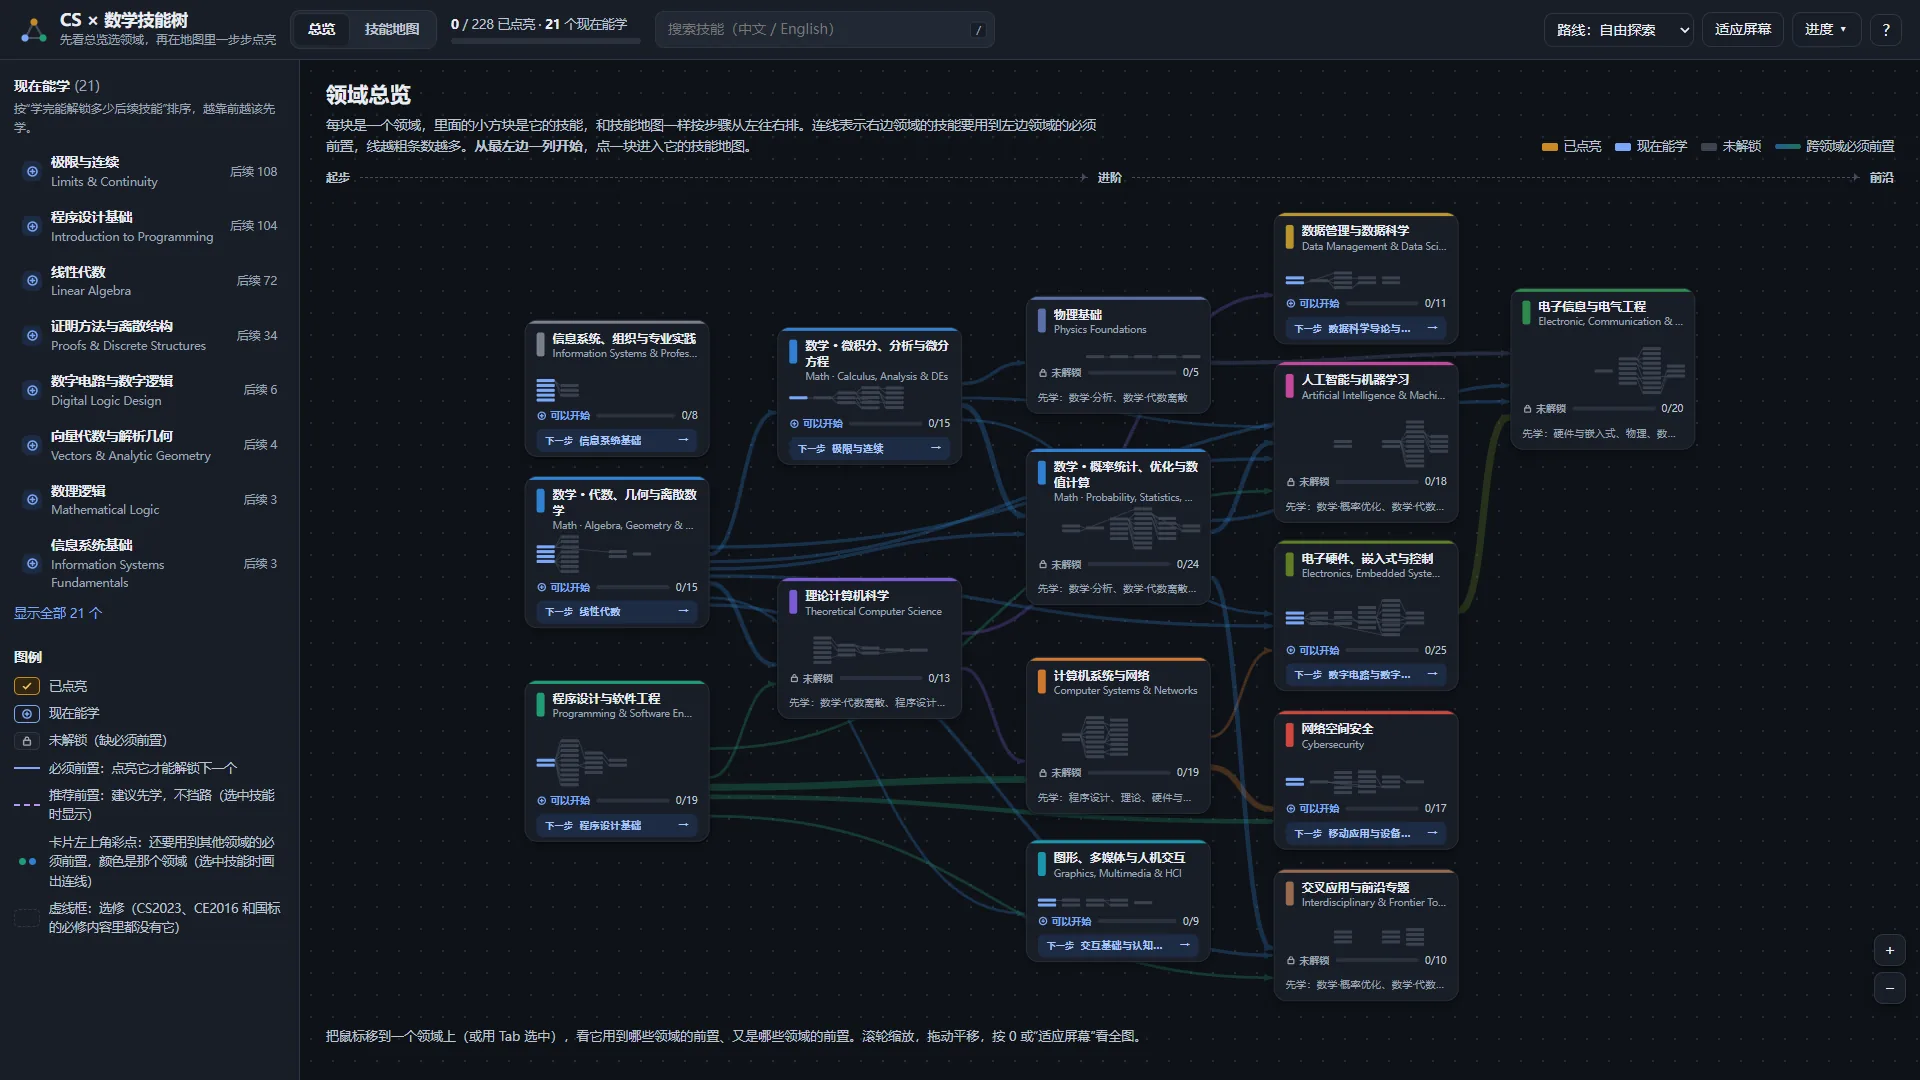 CS × 数学技能树
先看总览选领域，再在地图里一步步点亮
总览
技能地图
0 / 228 已点亮 · 21 个现在能学
搜索技能（中文 / English）
/
路线：自由探索
适应屏幕
进度 ▾
?
现在能学 (21)
按“学完能解锁多少后续技能”排序，越靠前越该先
学。
极限与连续
Limits & Continuity
后续 108
程序设计基础
Introduction to Programming
后续 104
线性代数
Linear Algebra
后续 72
证明方法与离散结构
Proofs & Discrete Structures
后续 34
数字电路与数字逻辑
Digital Logic Design
后续 6
向量代数与解析几何
Vectors & Analytic Geometry
后续 4
数理逻辑
Mathematical Logic
后续 3
信息系统基础
Information Systems
Fundamentals
后续 3
显示全部 21 个
图例
已点亮
现在能学
未解锁（缺必须前置）
必须前置：点亮它才能解锁下一个
推荐前置：建议先学，不挡路（选中技能
时显示）
卡片左上角彩点：还要用到其他领域的必
须前置，颜色是那个领域（选中技能时画
出连线）
虚线框：选修（CS2023、CE2016 和国标
的必修内容里都没有它）
领域总览
每块是一个领域，里面的小方块是它的技能，和技能地图一样按步骤从左往右排。连线表示右边领域的技能要用到左边领域的必须
前置，线越粗条数越多。从最左边一列开始，点一块进入它的技能地图。
已点亮
现在能学
未解锁
跨领域必须前置
起步
进阶
前沿
信息系统、组织与专业实践
Information Systems & Profes...
可以开始
0/8
下一步 信息系统基础 →
数学 · 代数、几何与离散数
学
Math · Algebra, Geometry & ...
可以开始
0/15
下一步 线性代数 →
程序设计与软件工程
Programming & Software En...
可以开始
0/19
下一步 程序设计基础 →
数学 · 微积分、分析与微分
方程
Math · Calculus, Analysis & DEs
可以开始
0/15
下一步 极限与连续 →
理论计算机科学
Theoretical Computer Science
未解锁
0/13
先学：数学·代数离散、程序设计...
物理基础
Physics Foundations
未解锁
0/5
先学：数学·分析、数学·代数离散
数学 · 概率统计、优化与数
值计算
Math · Probability, Statistics, ...
未解锁
0/24
先学：数学·分析、数学·代数离散...
计算机系统与网络
Computer Systems & Networks
未解锁
0/19
先学：程序设计、理论、硬件与...
图形、多媒体与人机交互
Graphics, Multimedia & HCI
可以开始
0/9
下一步 交互基础与认知... →
数据管理与数据科学
Data Management & Data Sci...
可以开始
0/11
下一步 数据科学导论与... →
人工智能与机器学习
Artificial Intelligence & Machi...
未解锁
0/18
先学：数学·概率优化、数学·代数...
电子硬件、嵌入式与控制
Electronics, Embedded Syste...
可以开始
0/25
下一步 数字电路与数字... →
网络空间安全
Cybersecurity
可以开始
0/17
下一步 移动应用与设备... →
交叉应用与前沿专题
Interdisciplinary & Frontier To...
未解锁
0/10
先学：数学·概率优化、数学·代数...
电子信息与电气工程
Electronic, Communication & ...
未解锁
0/20
先学：硬件与嵌入式、物理、数...
把鼠标移到一个领域上（或用 Tab 选中），看它用到哪些领域的前置、又是哪些领域的前置。滚轮缩放，拖动平移，按 0 或“适应屏幕”看全图。
+
−